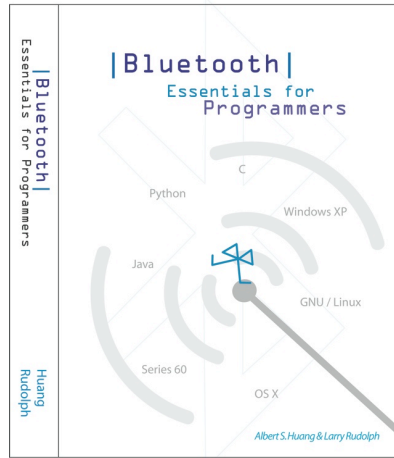 |Bluetooth|
Essentials for Programmers
Huang
Rudolph
|Bluetooth|
Essentials for
Programmers
C
Python
Windows XP
Java
GNU / Linux
Series 60
OS X
Albert S. Huang & Larry Rudolph